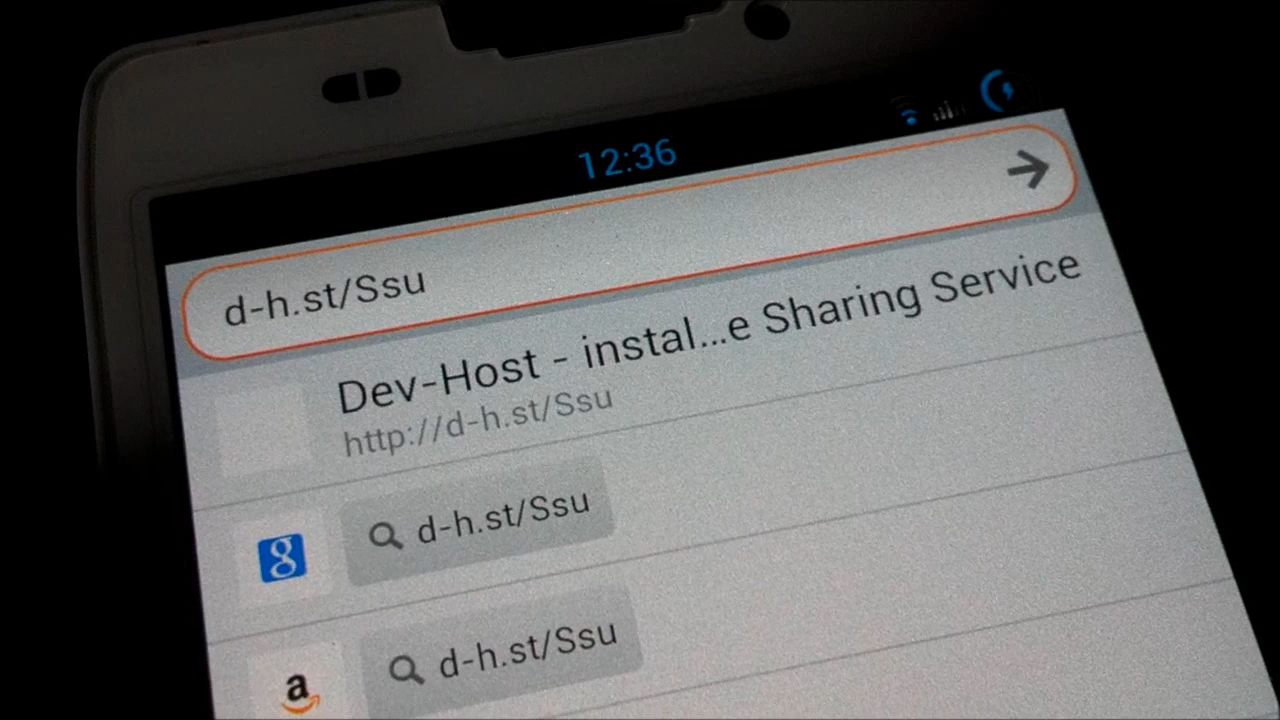 12:36
d-h.st/Ssu
Dev-Host - instal...e Sharing Service
http://d-h.st/Ssu
g
d-h.st/Ssu
a
d-h.st/Ssu